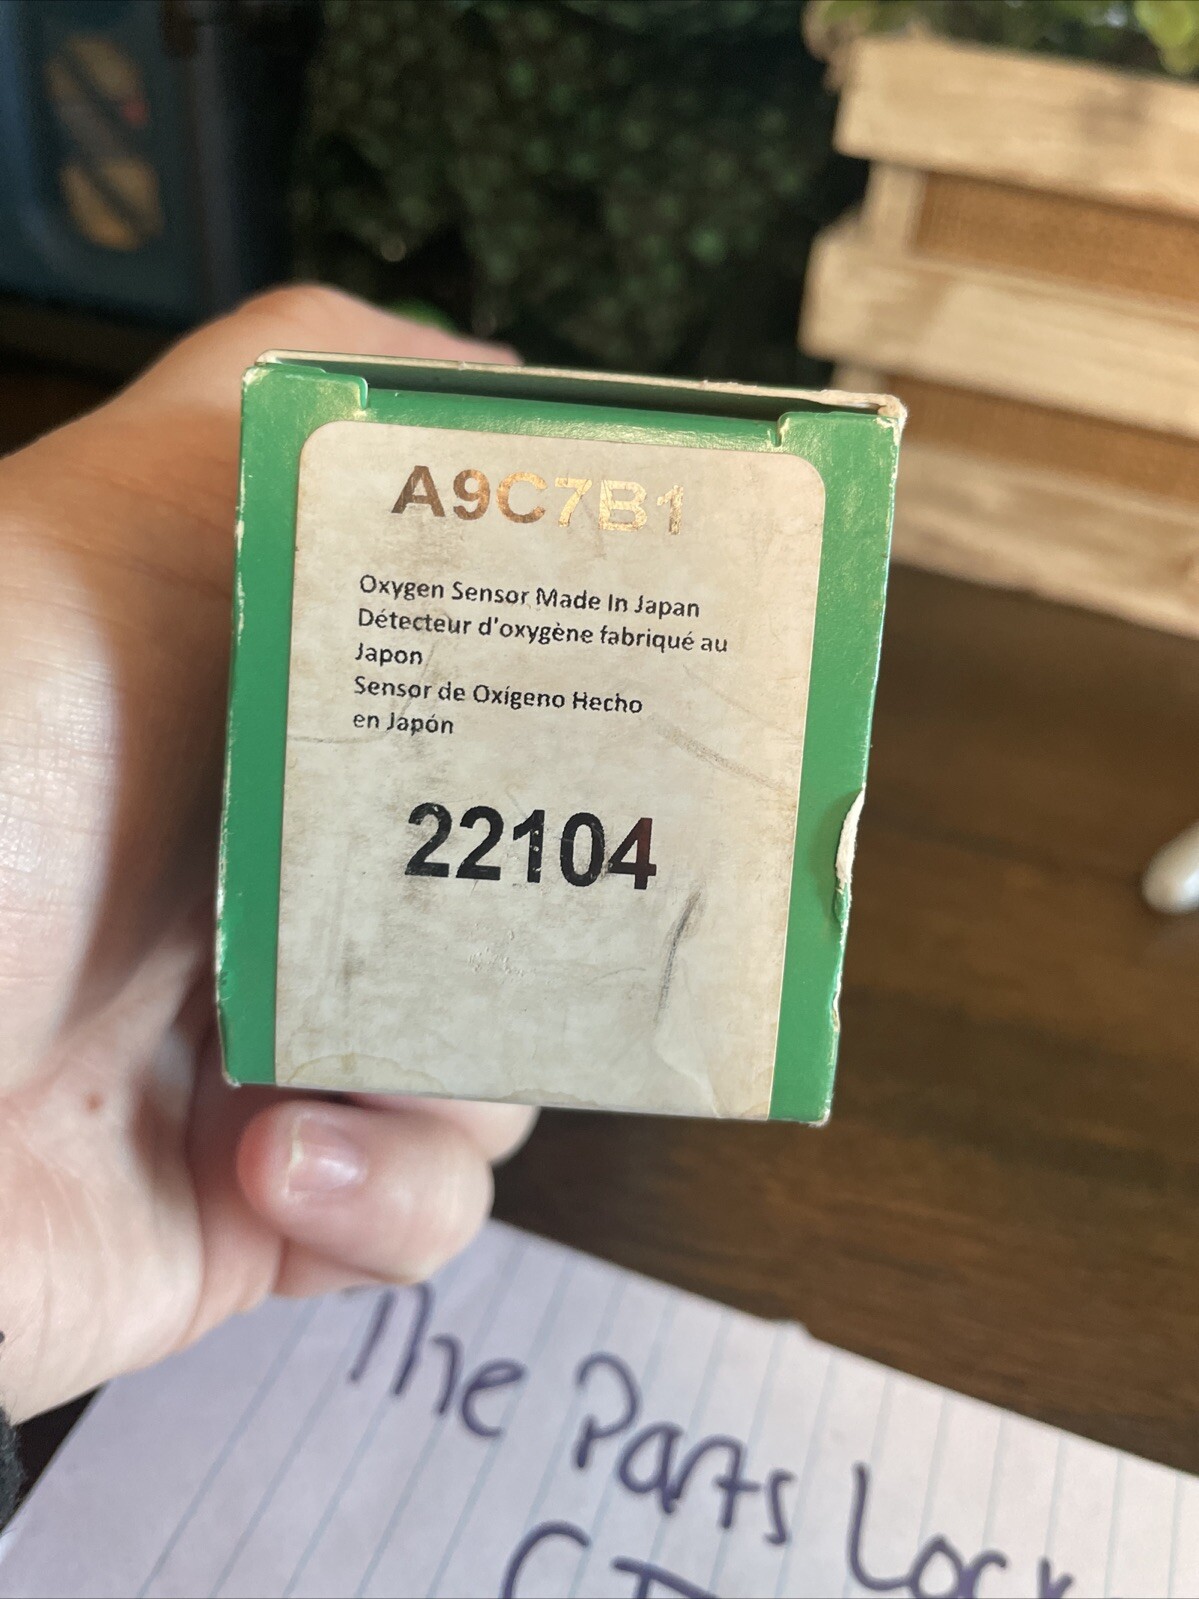 A9C7B1
Oxygen Sensor Made In Japan
Détecteur d'oxygène fabriqué au
Japon
Sensor de Oxígeno Hecho
en Japón
22104
The Parts Lock